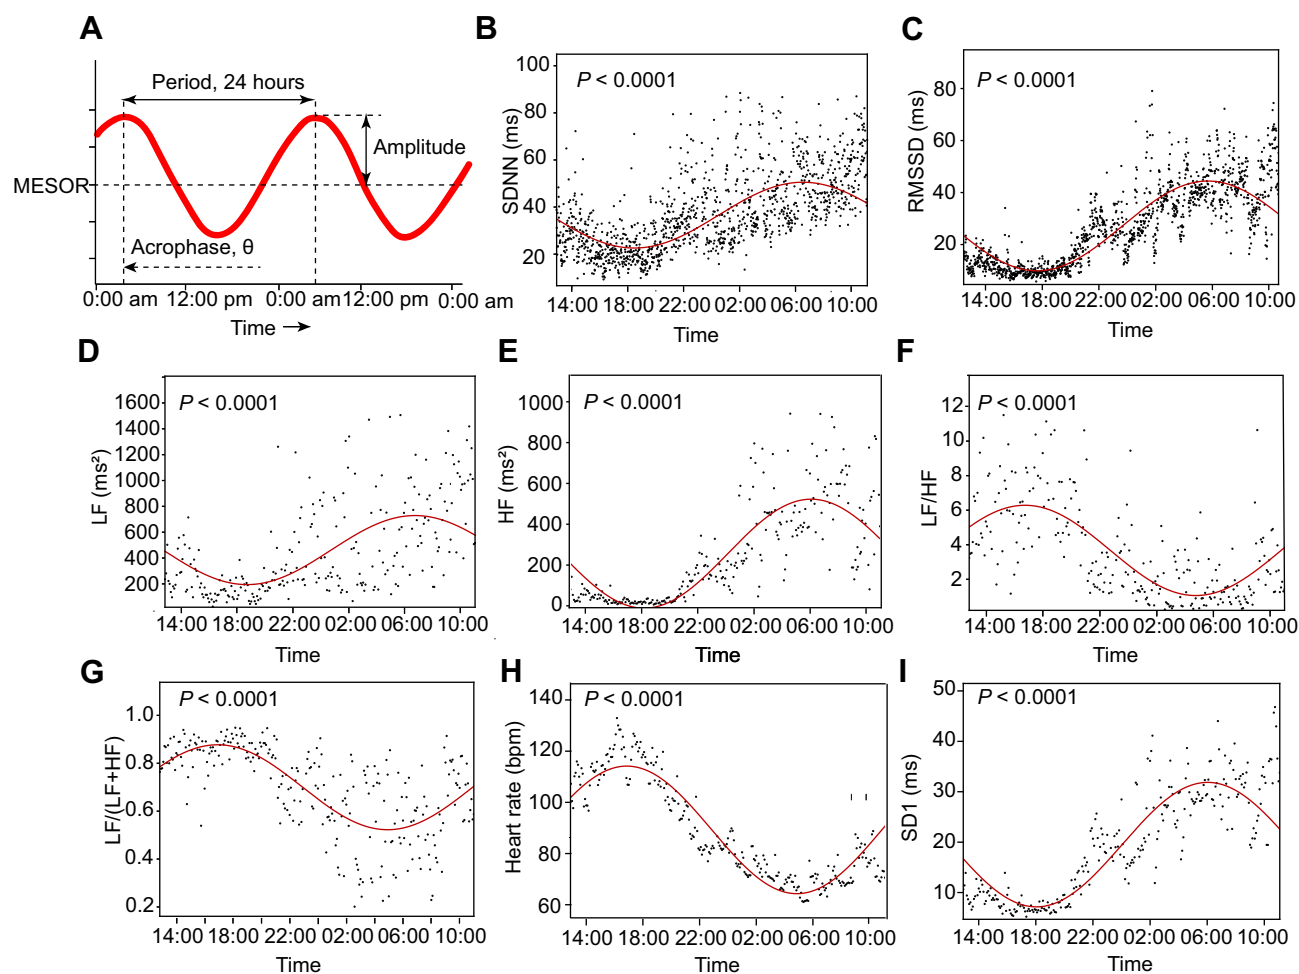 A
Period, 24 hours
Amplitude
MESOR
Acrophase, θ
0:00 am 12:00 pm 0:00 am 12:00 pm 0:00 am
Time
B
P < 0.0001
SDNN (ms)
100
80
60
40
20
14:00 18:00 22:00 02:00 06:00 10:00
Time
C
P < 0.0001
RMSSD (ms)
80
60
40
20
14:00 18:00 22:00 02:00 06:00 10:00
Time
D
P < 0.0001
LF (ms²)
1600
1400
1200
1000
800
600
400
200
14:00 18:00 22:00 02:00 06:00 10:00
Time
E
P < 0.0001
HF (ms²)
1000
800
600
400
200
0
14:00 18:00 22:00 02:00 06:00 10:00
Time
F
P < 0.0001
LF/HF
12
10
8
6
4
2
14:00 18:00 22:00 02:00 06:00 10:00
Time
G
P < 0.0001
LF/(LF+HF)
1.0
0.8
0.6
0.4
0.2
14:00 18:00 22:00 02:00 06:00 10:00
Time
H
P < 0.0001
Heart rate (bpm)
140
120
100
80
60
14:00 18:00 22:00 02:00 06:00 10:00
Time
I
P < 0.0001
SD1 (ms)
50
40
30
20
10
14:00 18:00 22:00 02:00 06:00 10:00
Time